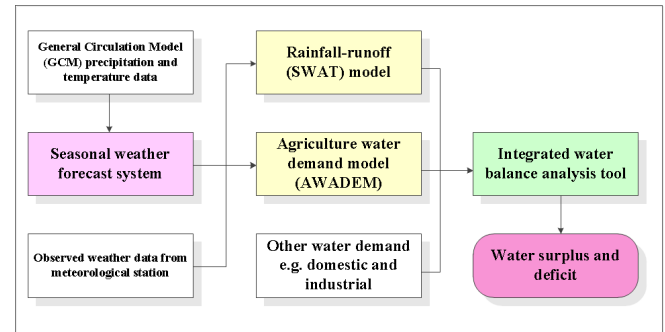 General Circulation Model
(GCM) precipitation and
temperature data
Seasonal weather
forecast system
Observed weather data from
meteorological station
Rainfall-runoff
(SWAT) model
Agriculture water
demand model
(AWADEM)
Other water demand
e.g. domestic and
industrial
Integrated water
balance analysis tool
Water surplus and
deficit